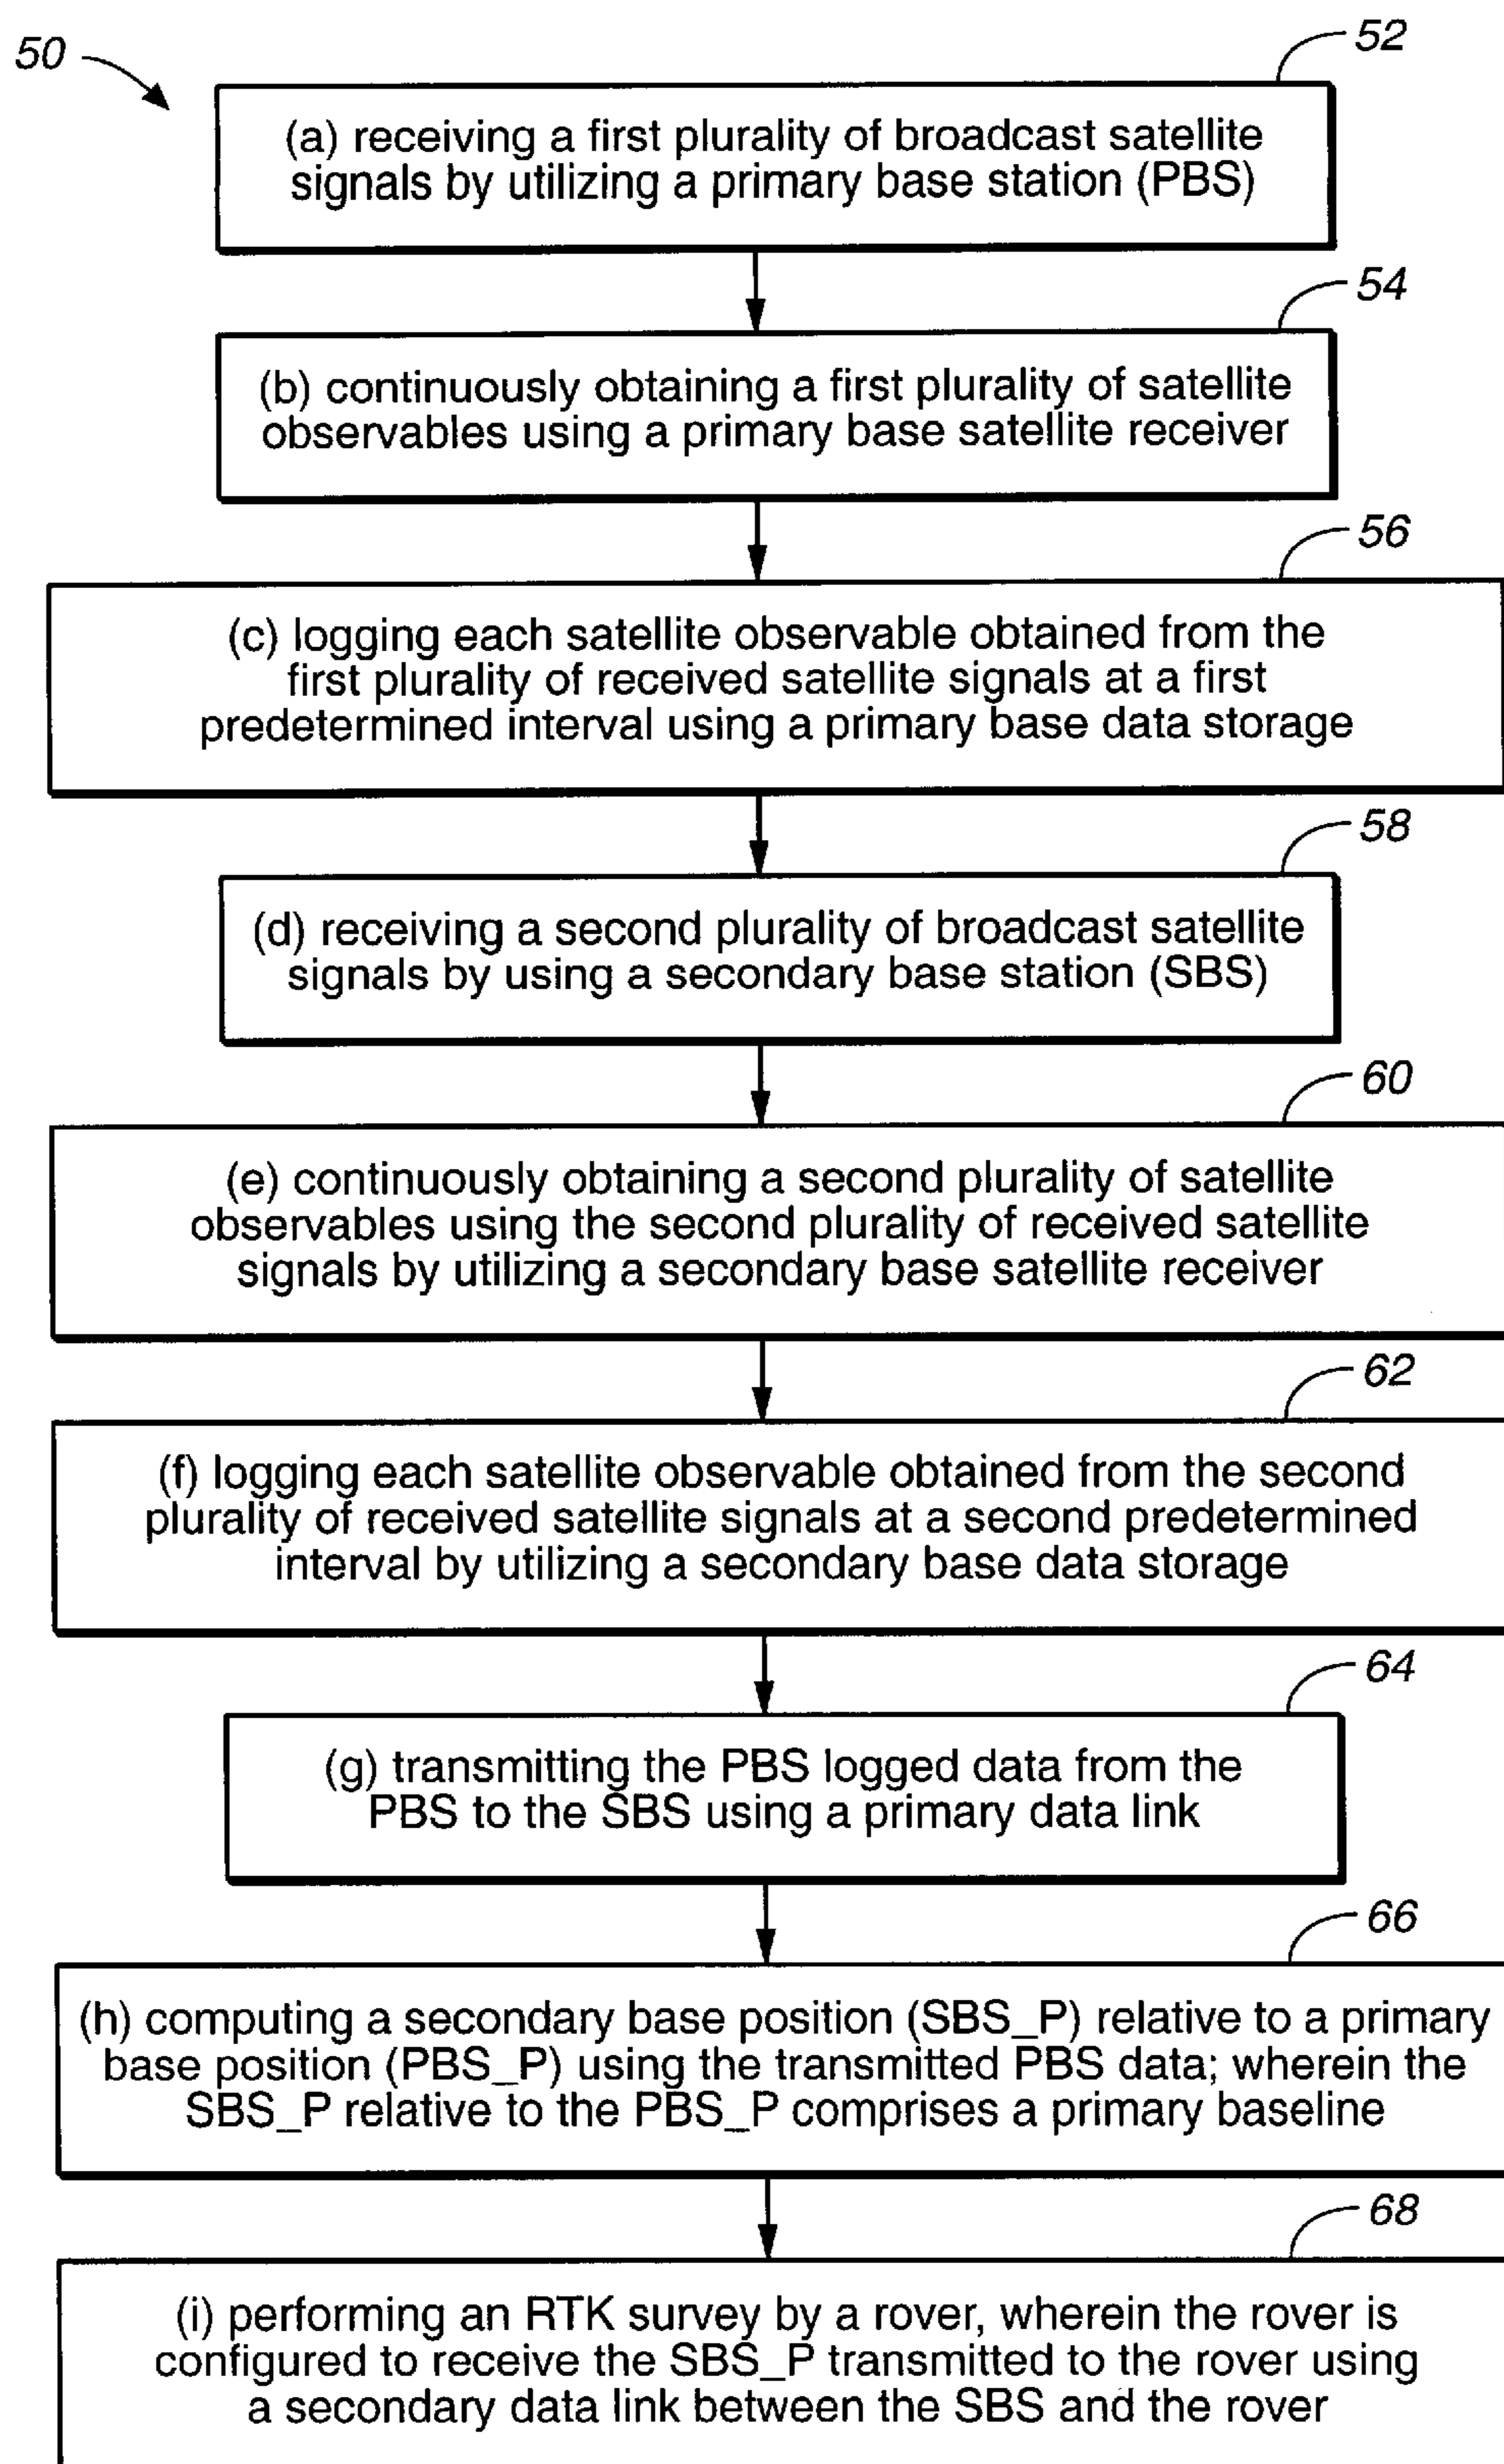 50
52
(a) receiving a first plurality of broadcast satellite
signals by utilizing a primary base station (PBS)
54
(b) continuously obtaining a first plurality of satellite
observables using a primary base satellite receiver
56
(c) logging each satellite observable obtained from the
first plurality of received satellite signals at a first
predetermined interval using a primary base data storage
58
(d) receiving a second plurality of broadcast satellite
signals by using a secondary base station (SBS)
60
(e) continuously obtaining a second plurality of satellite
observables using the second plurality of received satellite
signals by utilizing a secondary base satellite receiver
62
(f) logging each satellite observable obtained from the second
plurality of received satellite signals at a second predetermined
interval by utilizing a secondary base data storage
64
(g) transmitting the PBS logged data from the
PBS to the SBS using a primary data link
66
(h) computing a secondary base position (SBS_P) relative to a primary
base position (PBS_P) using the transmitted PBS data; wherein the
SBS_P relative to the PBS_P comprises a primary baseline
68
(i) performing an RTK survey by a rover, wherein the rover is
configured to receive the SBS_P transmitted to the rover using
a secondary data link between the SBS and the rover